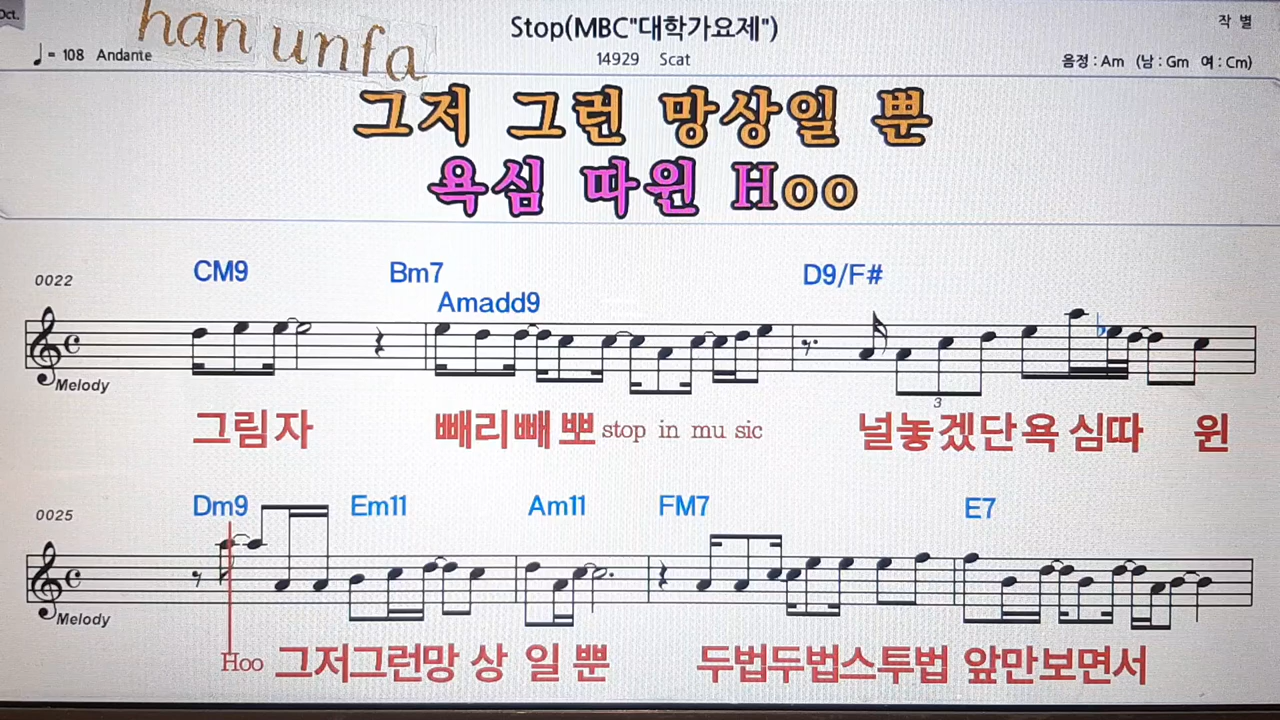 Oct.
han unfa
Stop(MBC"대학가요제")
작 별
♩= 108 Andante
14929 Scat
음정 : Am (남 : Gm 여 : Cm)
그저 그런 망상일 뿐
욕심 따윈 Hoo
0022
CM9 Bm7 Amadd9 D9/F#
3
Melody
그림자 빼리빼 뽀 stop in mu sic 널놓겠단욕 심따 윈
0025
Dm9 Em11 Am11 FM7 E7
Melody
Hoo 그저그런망 상 일 뿐 두법두법스투법 앞만보면서